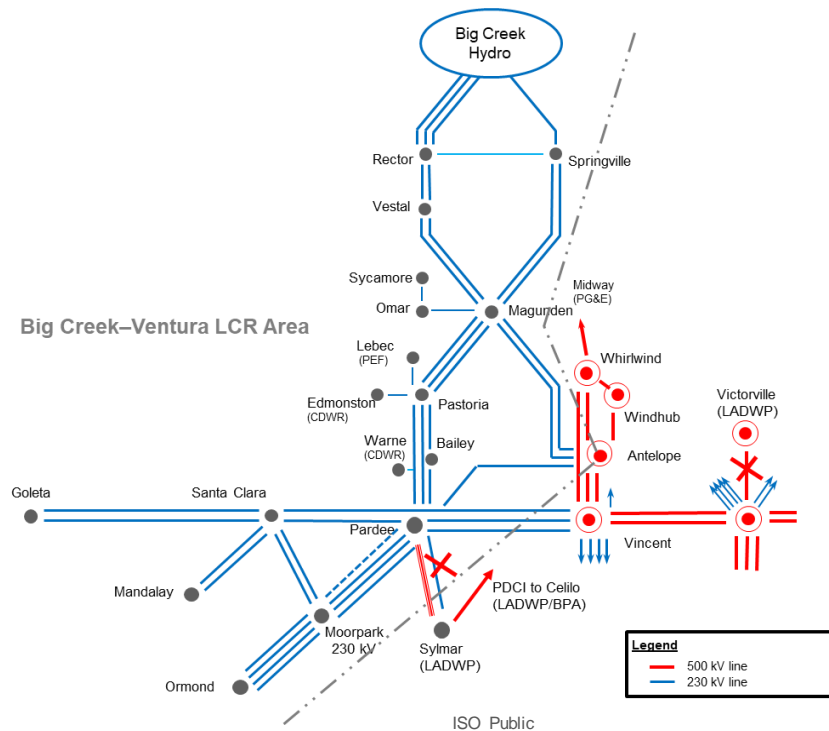 Big Creek
Hydro
Rector
Springville
Vestal
Sycamore
Omar
Magunden
Midway
(PG&E)
Big Creek–Ventura LCR Area
Lebec
(PEF)
Whirlwind
Edmonston
(CDWR)
Pastoria
Windhub
Victorville
(LADWP)
Warne
(CDWR)
Bailey
Antelope
Goleta
Santa Clara
Pardee
Vincent
Mandalay
PDCI to Celilo
(LADWP/BPA)
Moorpark
230 kV
Sylmar
(LADWP)
Ormond
Legend
500 kV line
230 kV line
ISO Public